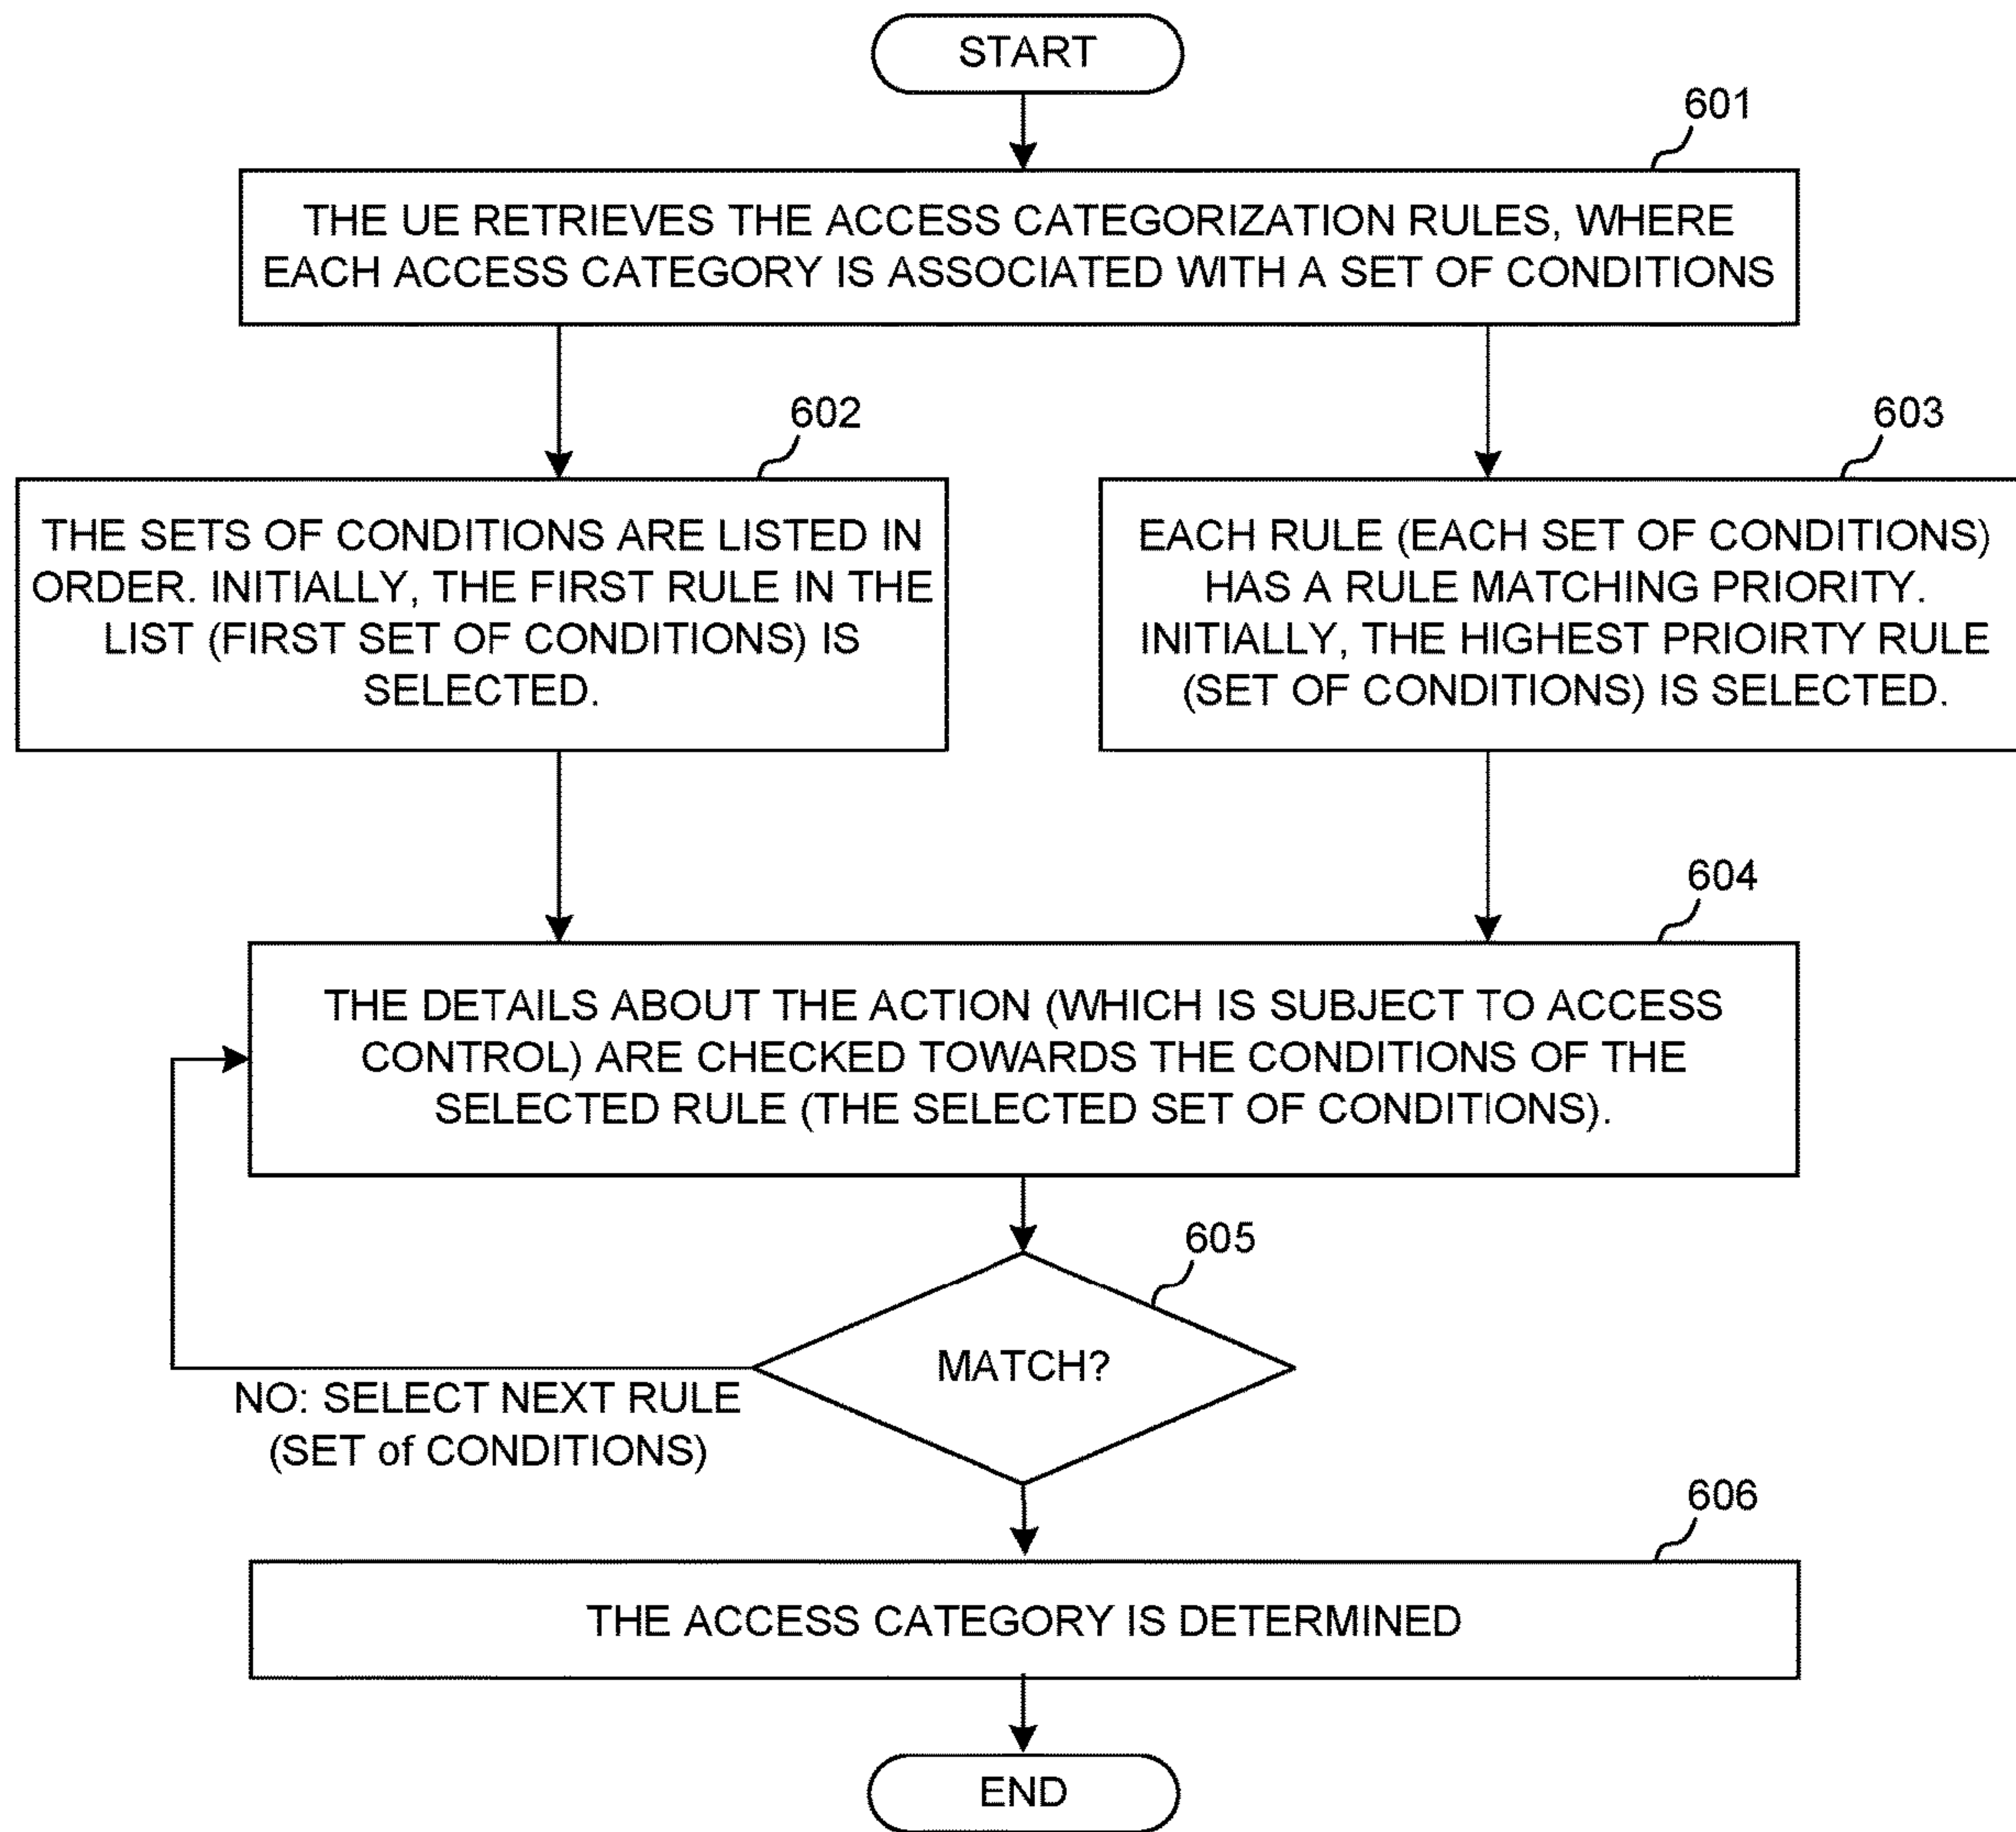 START
601
THE UE RETRIEVES THE ACCESS CATEGORIZATION RULES, WHERE
EACH ACCESS CATEGORY IS ASSOCIATED WITH A SET OF CONDITIONS
602
THE SETS OF CONDITIONS ARE LISTED IN
ORDER. INITIALLY, THE FIRST RULE IN THE
LIST (FIRST SET OF CONDITIONS) IS
SELECTED.
603
EACH RULE (EACH SET OF CONDITIONS)
HAS A RULE MATCHING PRIORITY.
INITIALLY, THE HIGHEST PRIOIRTY RULE
(SET OF CONDITIONS) IS SELECTED.
604
THE DETAILS ABOUT THE ACTION (WHICH IS SUBJECT TO ACCESS
CONTROL) ARE CHECKED TOWARDS THE CONDITIONS OF THE
SELECTED RULE (THE SELECTED SET OF CONDITIONS).
605
MATCH?
NO: SELECT NEXT RULE
(SET of CONDITIONS)
606
THE ACCESS CATEGORY IS DETERMINED
END